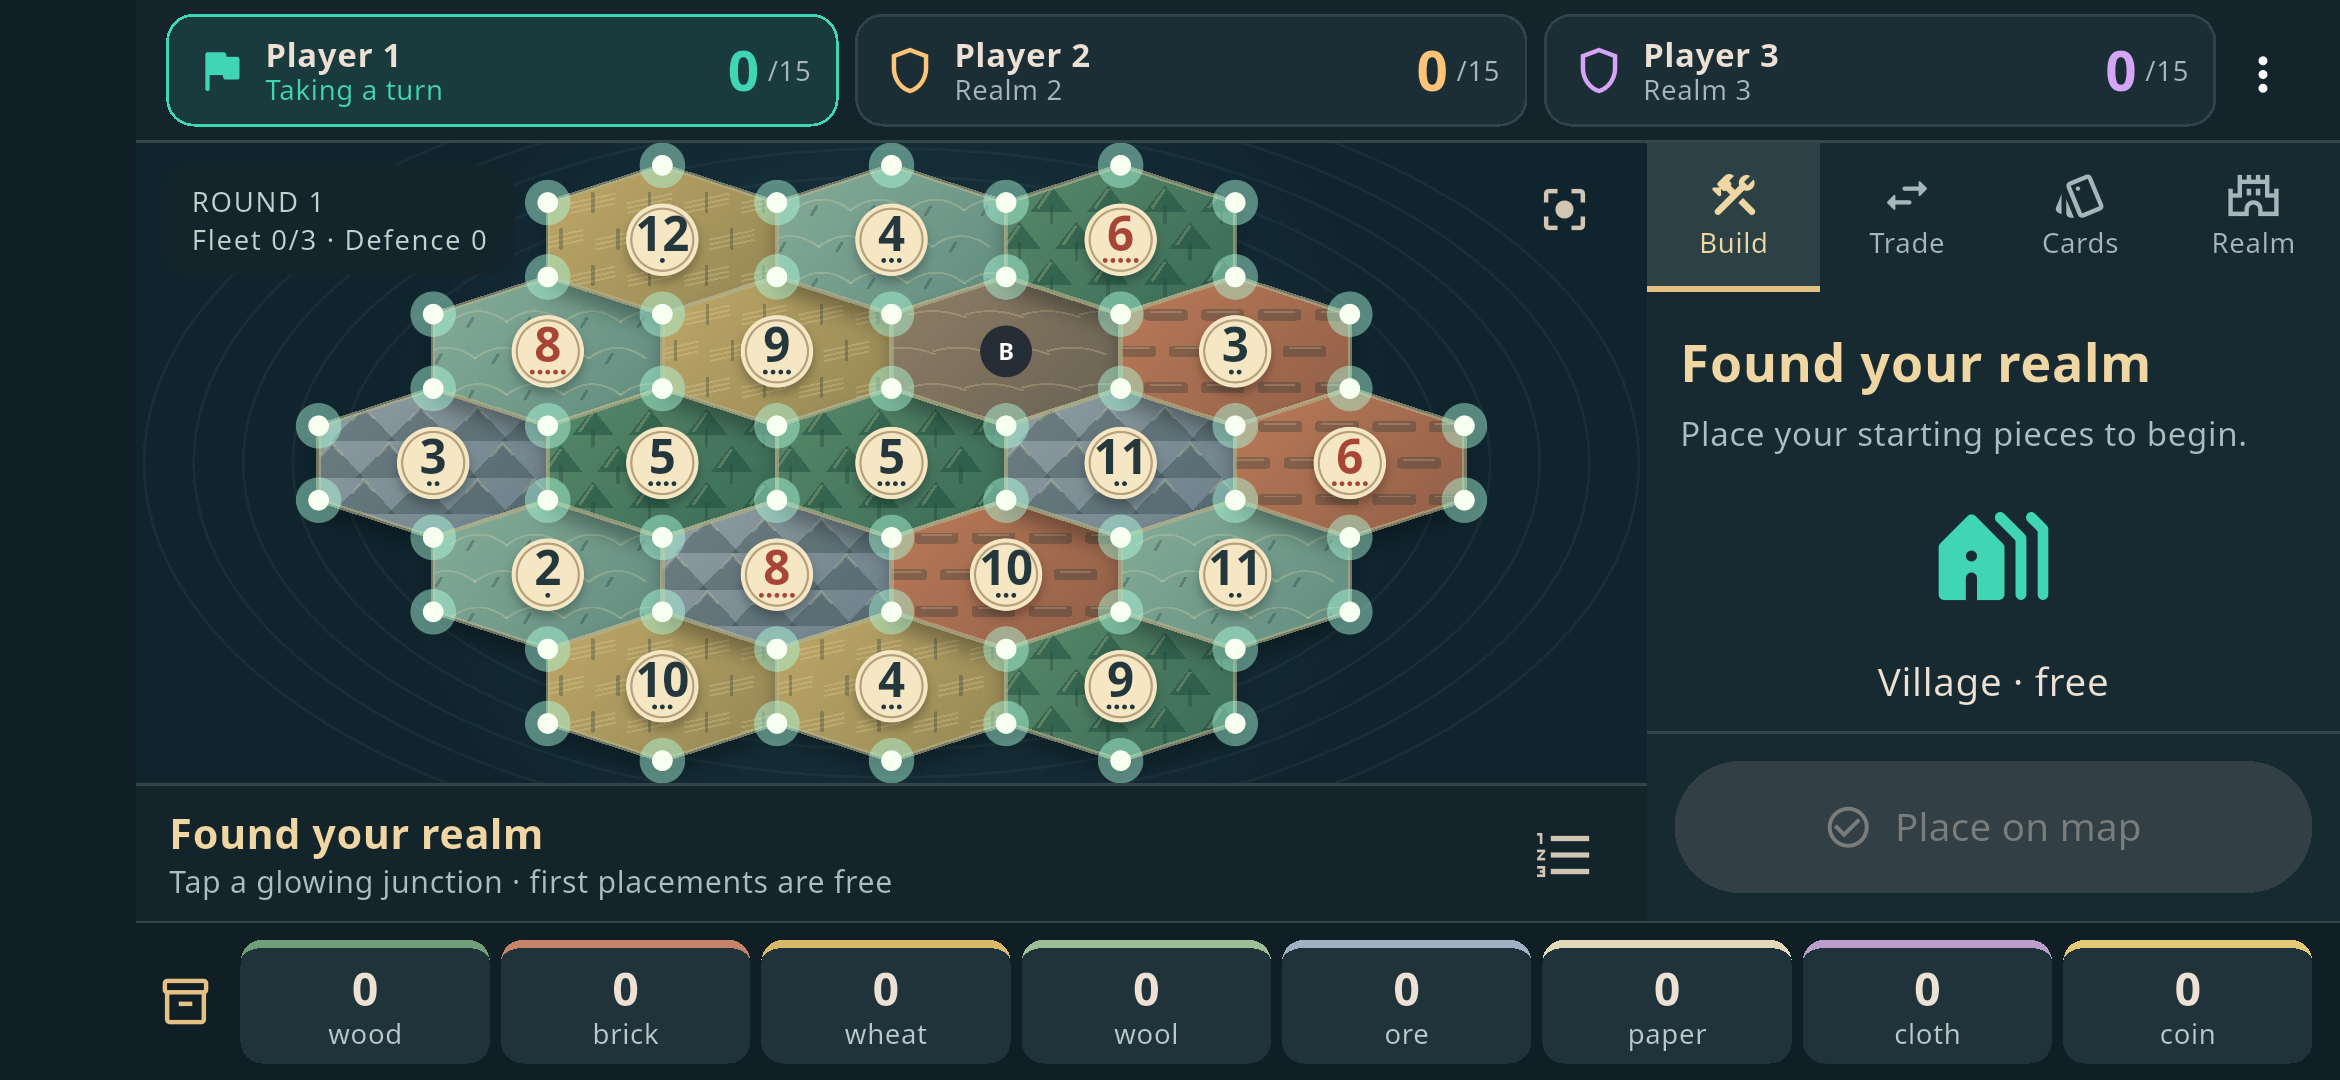 Player 1
Taking a turn
0 /15
Player 2
Realm 2
0 /15
Player 3
Realm 3
0 /15
ROUND 1
Fleet 0/3 · Defence 0
12
4
6
8
9
B
3
3
5
5
11
6
2
8
10
11
10
4
9
Build
Trade
Cards
Realm
Found your realm
Place your starting pieces to begin.
Village · free
Place on map
Found your realm
Tap a glowing junction · first placements are free
0
wood
0
brick
0
wheat
0
wool
0
ore
0
paper
0
cloth
0
coin